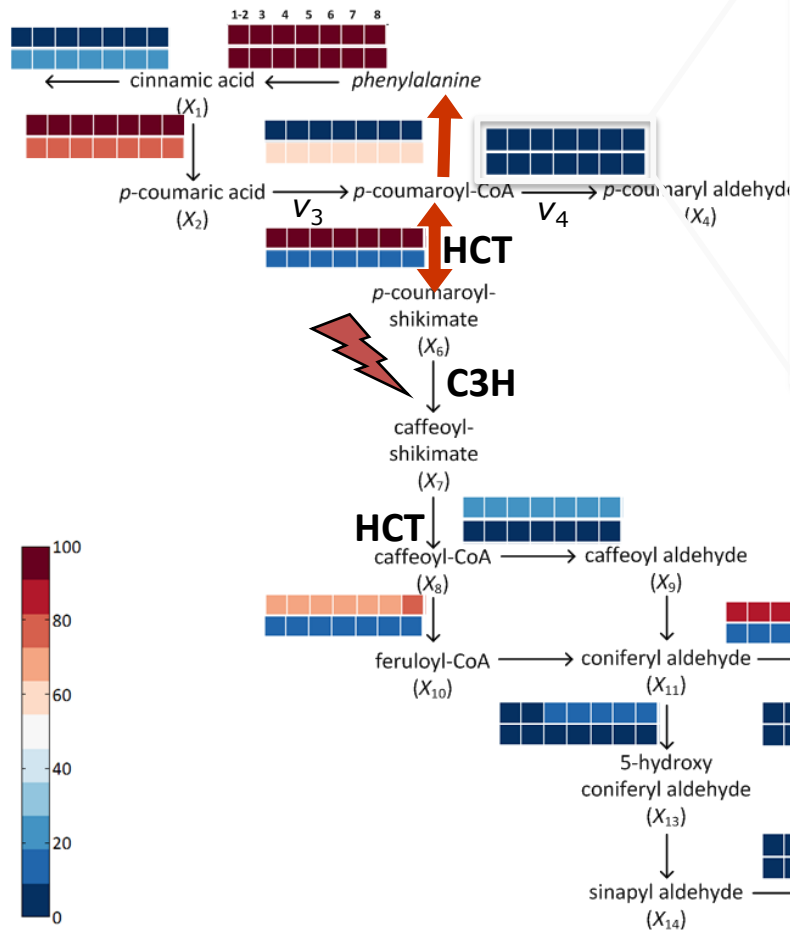 1-2 3 4 5 6 7 8
cinnamic acid
(X₁)
phenylalanine
p-coumaric acid
(X₂)
v₃
p-coumaroyl-CoA
v₄
p-coumaryl aldehyde
(X₄)
HCT
p-coumaroyl-
shikimate
(X₆)
C3H
caffeoyl-
shikimate
(X₇)
HCT
caffeoyl-CoA
(X₈)
caffeoyl aldehyde
(X₉)
feruloyl-CoA
(X₁₀)
coniferyl aldehyde
(X₁₁)
5-hydroxy
coniferyl aldehyde
(X₁₃)
sinapyl aldehyde
(X₁₄)
100
80
60
40
20
0